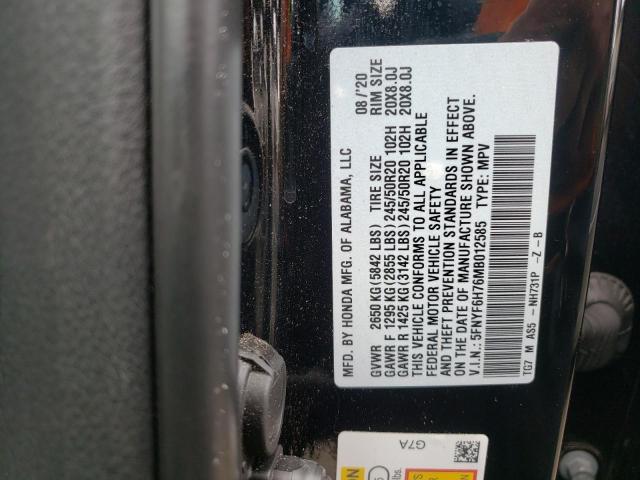 MFD. BY HONDA MFG. OF ALABAMA, LLC 08/'20
GVWR 2650 KG (5842 LBS) TIRE SIZE RIM SIZE
GAWR F 1295 KG (2855 LBS) 245/50R20 102H 20X8.0J
GAWR R 1425 KG (3142 LBS) 245/50R20 102H 20X8.0J
THIS VEHICLE CONFORMS TO ALL APPLICABLE
FEDERAL MOTOR VEHICLE SAFETY
AND THEFT PREVENTION STANDARDS IN EFFECT
ON THE DATE OF MANUFACTURE SHOWN ABOVE.
V.I.N.: 5FNYF6H76MB012585 TYPE: MPV
TG7 M AS5 - NH731P -Z -B
G7A
ON
lbs.